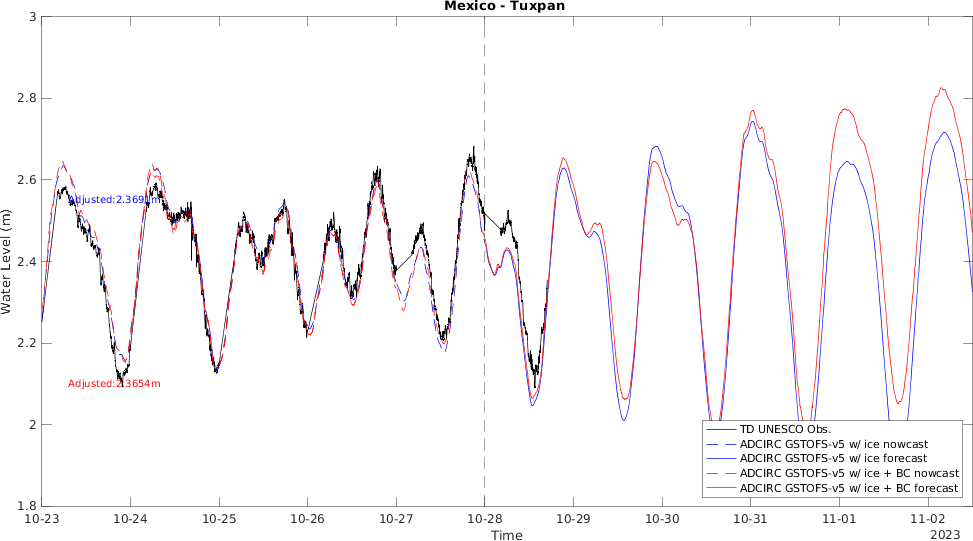 Mexico - Tuxpan
3
2.8
2.6
2.4
2.2
2
1.8
Water Level (m)
Adjusted:2.369 m
Adjusted:2.3654m
TD UNESCO Obs.
ADCIRC GSTOFS-v5 w/ ice nowcast
ADCIRC GSTOFS-v5 w/ ice forecast
ADCIRC GSTOFS-v5 w/ ice + BC nowcast
ADCIRC GSTOFS-v5 w/ ice + BC forecast
10-23 10-24 10-25 10-26 10-27 10-28 10-29 10-30 10-31 11-01 11-02
Time
2023